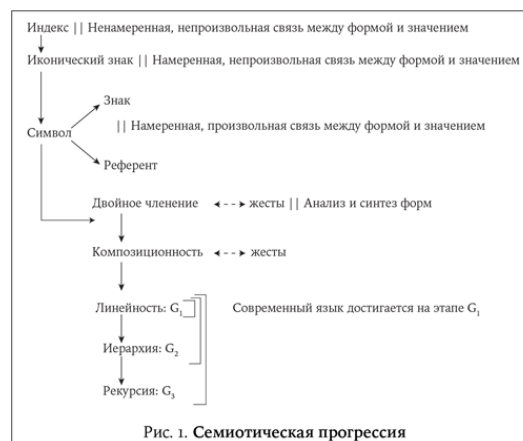 Индекс || Ненамеренная, непроизвольная связь между формой и значением
Иконический знак || Намеренная, непроизвольная связь между формой и значением
Знак
|| Намеренная, произвольная связь между формой и значением
Символ
Референт
Двойное членение жесты || Анализ и синтез форм
Композиционность жесты
Линейность: G₁ Современный язык достигается на этапе G₁
Иерархия: G₂
Рекурсия: G₃
Рис. 1. Семиотическая прогрессия